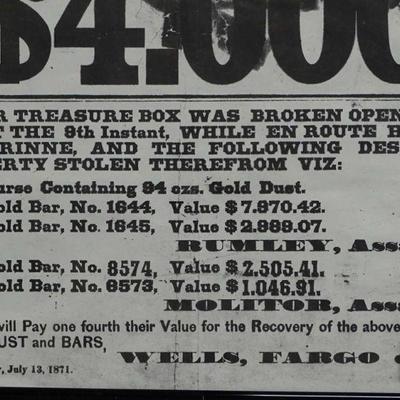 $4.000
R TREASURE BOX WAS BROKEN OPEN
T THE 9th Instant, WHILE EN ROUTE
RINNE, AND THE FOLLOWING DES
ERTY STOLEN THEREFROM VIZ:
urse Containing 94 ozs. Gold Dust.
old Bar, No. 1644, Value $7.870.42.
old Bar, No. 1645, Value $2.889.07.
RUMLEY, Assa
old Bar, No. 8574, Value $2.505.41.
old Bar, No. 8573, Value $1.046.91.
MOLITOR, Assa
will Pay one fourth their Value for the Recovery of the above
UST and BARS,
WELLS, FARGO
y, July 13, 1871.